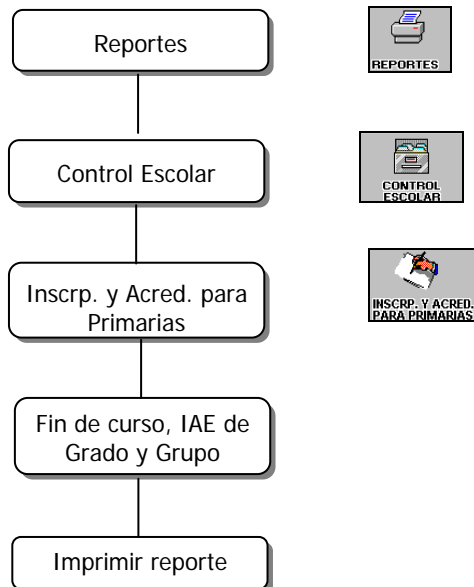 Reportes
REPORTES
Control Escolar
CONTROL
ESCOLAR
Inscrp. y Acred. para
Primarias
INSCRP. Y ACRED.
PARA PRIMARIAS
Fin de curso, IAE de
Grado y Grupo
Imprimir reporte